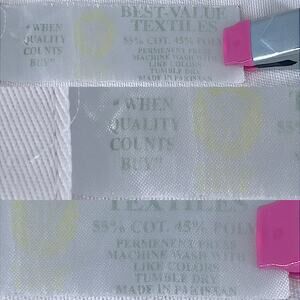 "WHEN
QUALITY
COUNTS
BUY"
BEST-VALUE
TEXTILES
55% COT. 45% POLY
PERMENENT PRESS
MACHINE WASH WITH
LIKE COLORS
TUMBLE DRY
MADE IN PAKISTAN
"WHEN
QUALITY
COUNTS
BUY"
TEXTILES
55% COT. 45% POLY
PERMENENT PRESS
MACHINE WASH WITH
LIKE COLORS
TUMBLE DRY
MADE IN PAKISTAN